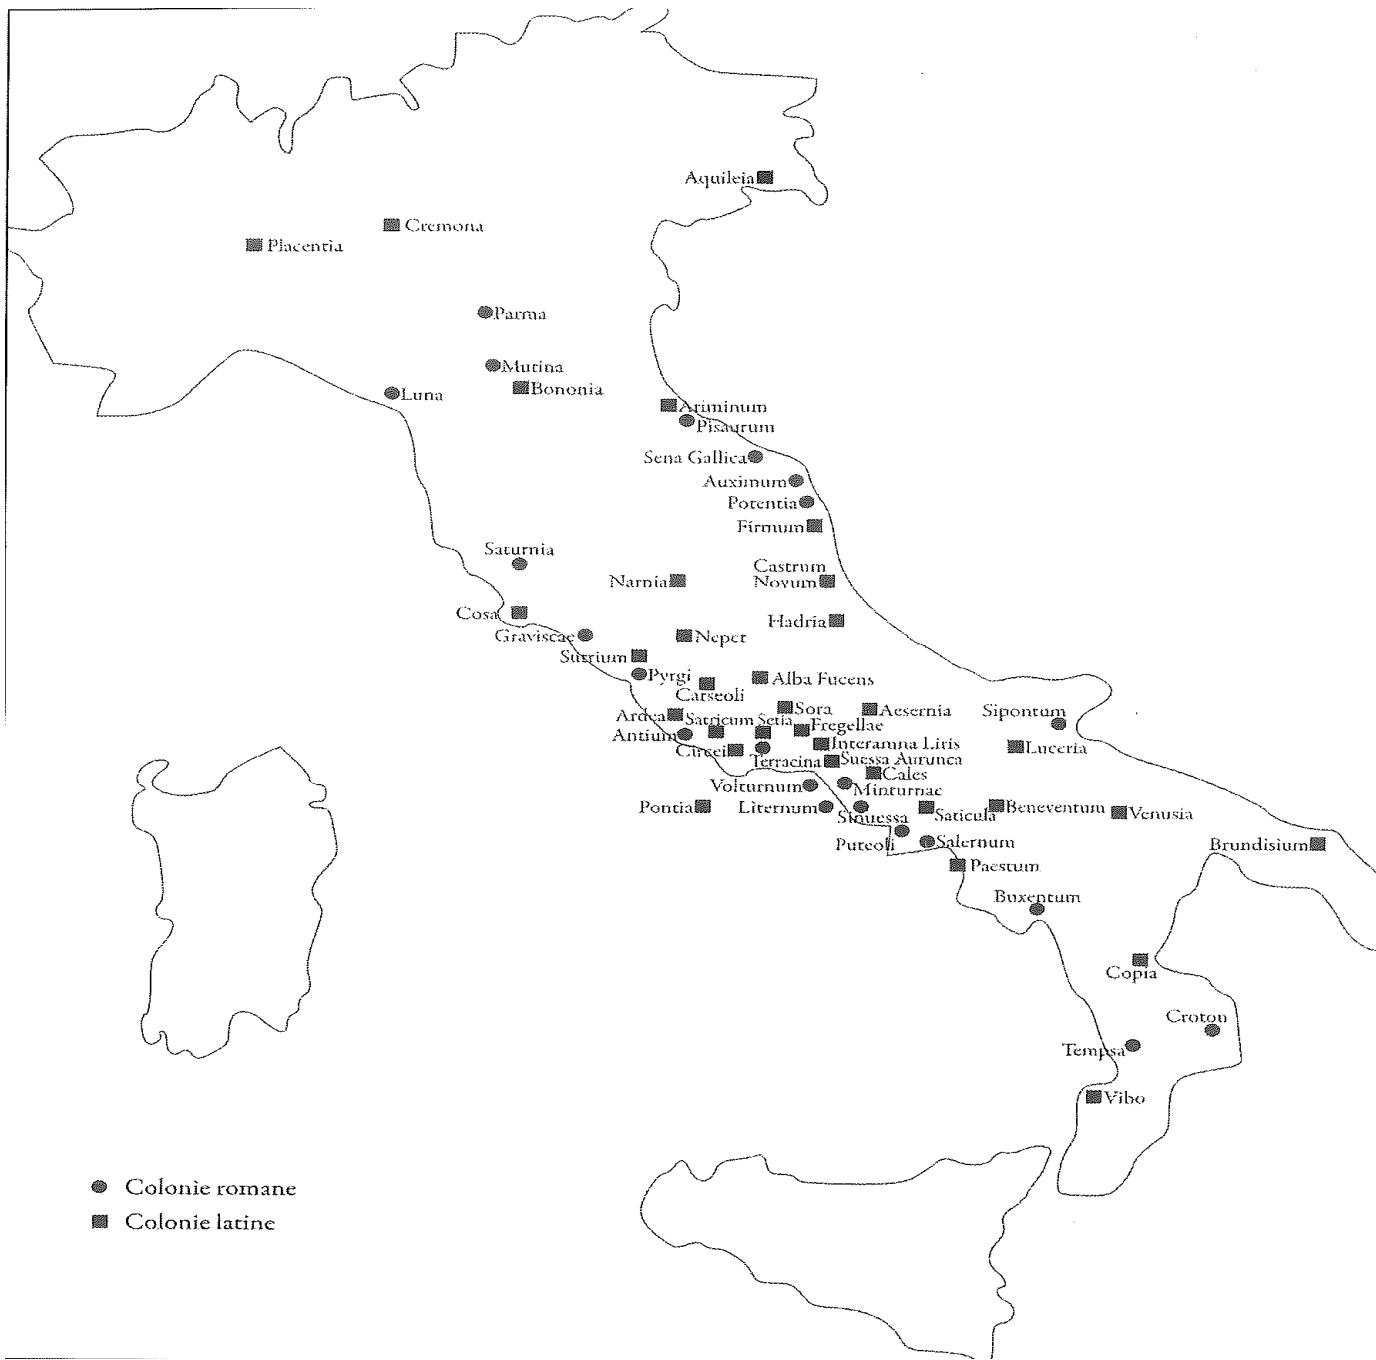 Aquileia
Cremona
Placentia
Parma
Mutina
Bononia
Luna
Ariminum
Pisaurum
Sena Gallica
Auximum
Potentia
Firmum
Saturnia
Castrum
Novum
Narnia
Cosa
Hadria
Graviscae
Nepet
Sutrium
Pyrgi
Alba Fucens
Carseoli
Sora
Aesernia
Sipontum
Ardea
Satricum
Setia
Fregellae
Antium
Interamna Liris
Luceria
Circei
Terracina
Suessa Aurunca
Cales
Volturnum
Minturnae
Pontia
Liternum
Sinuessa
Saticula
Beneventum
Venusia
Puteoli
Salernum
Brundisium
Paestum
Buxentum
Copia
Croton
Tempsa
Vibo
Colonie romane
Colonie latine